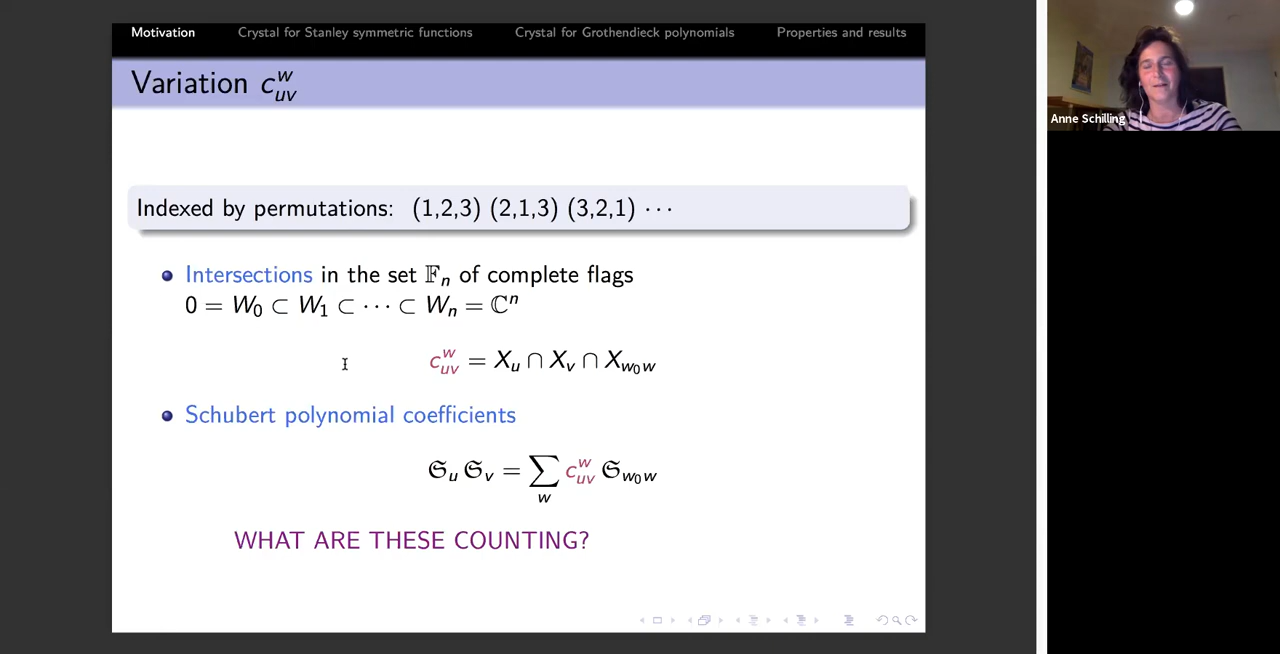 Motivation Crystal for Stanley symmetric functions Crystal for Grothendieck polynomials Properties and results
Variation c^w_{uv}
Indexed by permutations: (1,2,3) (2,1,3) (3,2,1) ···
Intersections in the set 𝔽_n of complete flags
0 = W_0 ⊂ W_1 ⊂ ··· ⊂ W_n = ℂ^n
c^w_{uv} = X_u ∩ X_v ∩ X_{w_0w}
Schubert polynomial coefficients
𝔖_u 𝔖_v = ∑_w c^w_{uv} 𝔖_{w_0w}
WHAT ARE THESE COUNTING?
Anne Schilling